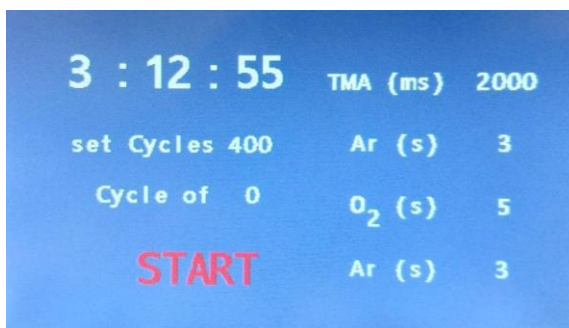 3 : 12 : 55
set Cycles 400
Cycle of 0
START
TMA (ms) 2000
Ar (s) 3
O₂ (s) 5
Ar (s) 3